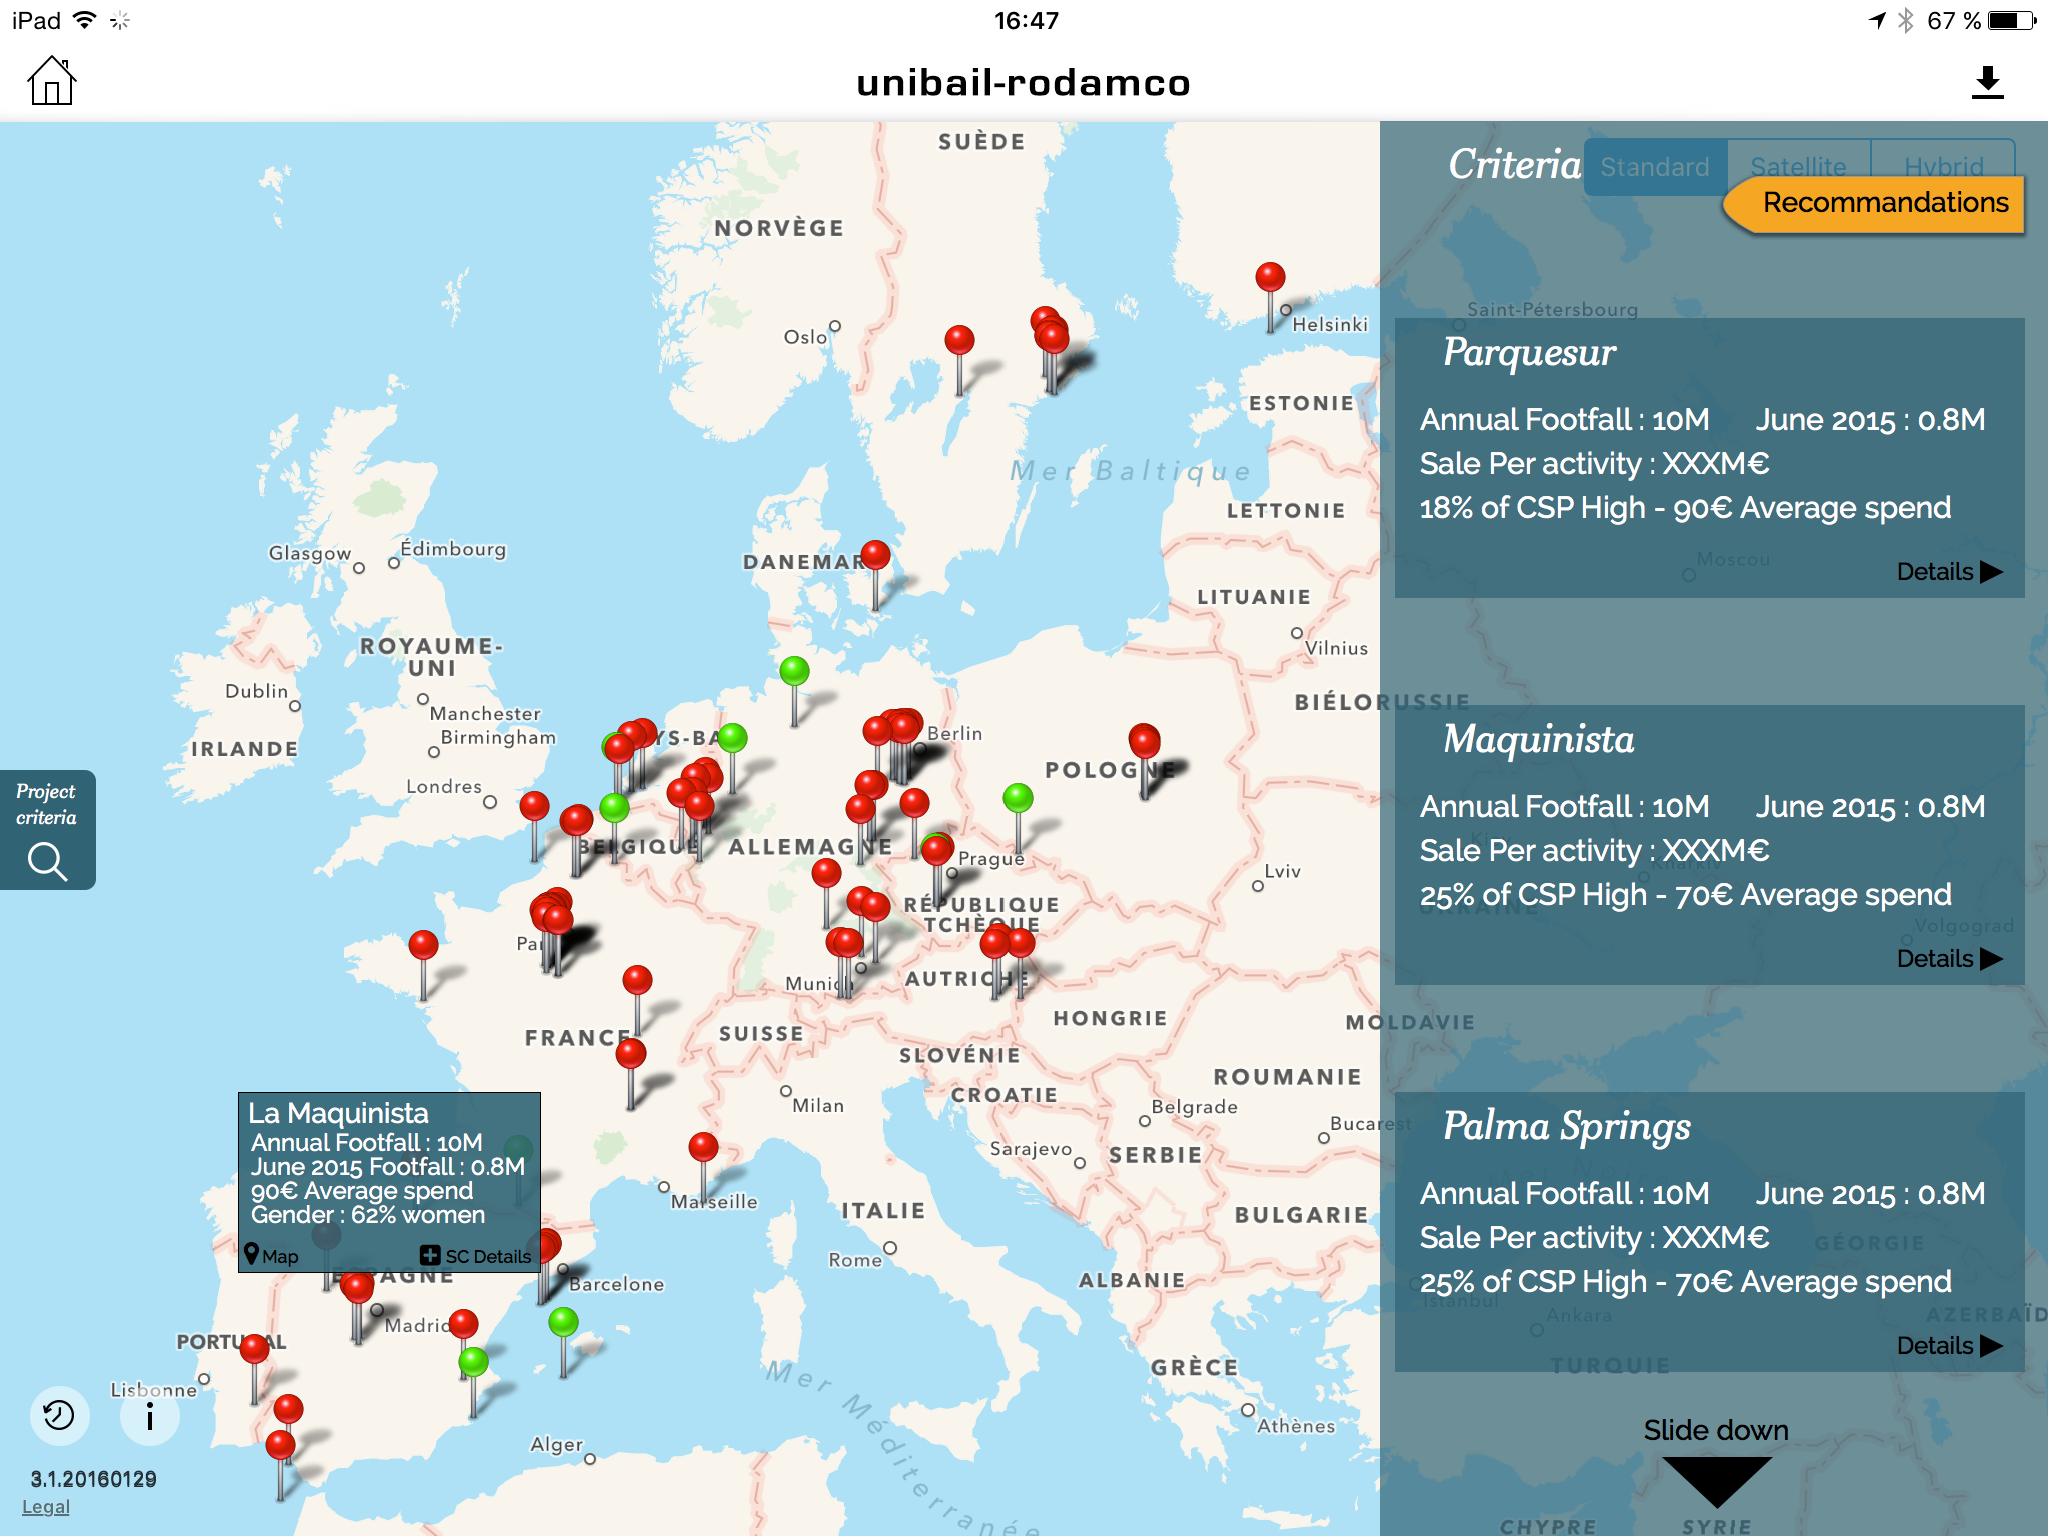 iPad
16:47
67 %
unibail-rodamco
Criteria
Standard
Satellite
Hybrid
Recommandations
SUÈDE
NORVÈGE
Oslo
Helsinki
Saint-Pétersbourg
ESTONIE
Mer Baltique
LETTONIE
Glasgow
Édimbourg
DANEMAR
LITUANIE
Vilnius
Moscou
ROYAUME-
UNI
Dublin
Manchester
Birmingham
IRLANDE
Londres
YS-BA
Berlin
BIÉLORUSSIE
POLOGNE
BELGIQUE
ALLEMAGNE
Prague
Lviv
RÉPUBLIQUE
TCHÈQUE
Pa
Munich
AUTRICHE
FRANCE
SUISSE
HONGRIE
MOLDAVIE
SLOVÉNIE
CROATIE
ROUMANIE
Milan
Belgrade
Bucarest
Sarajevo
SERBIE
Marseille
ITALIE
BULGARIE
Rome
ALBANIE
Barcelone
ESPAGNE
Madrid
PORTUGAL
Lisbonne
Mer Méditerranée
GRÈCE
Athènes
Alger
UKRAINE
Volgograd
GÉORGIE
Istanbul
Ankara
AZERBAÏD
TURQUIE
CHYPRE
SYRIE
Project
criteria
La Maquinista
Annual Footfall : 10M
June 2015 Footfall : 0.8M
90€ Average spend
Gender : 62% women
Map
SC Details
Parquesur
Annual Footfall : 10M June 2015 : 0.8M
Sale Per activity : XXXM€
18% of CSP High - 90€ Average spend
Details
Maquinista
Annual Footfall : 10M June 2015 : 0.8M
Sale Per activity : XXXM€
25% of CSP High - 70€ Average spend
Details
Palma Springs
Annual Footfall : 10M June 2015 : 0.8M
Sale Per activity : XXXM€
25% of CSP High - 70€ Average spend
Details
Slide down
i
3.1.20160129
Legal